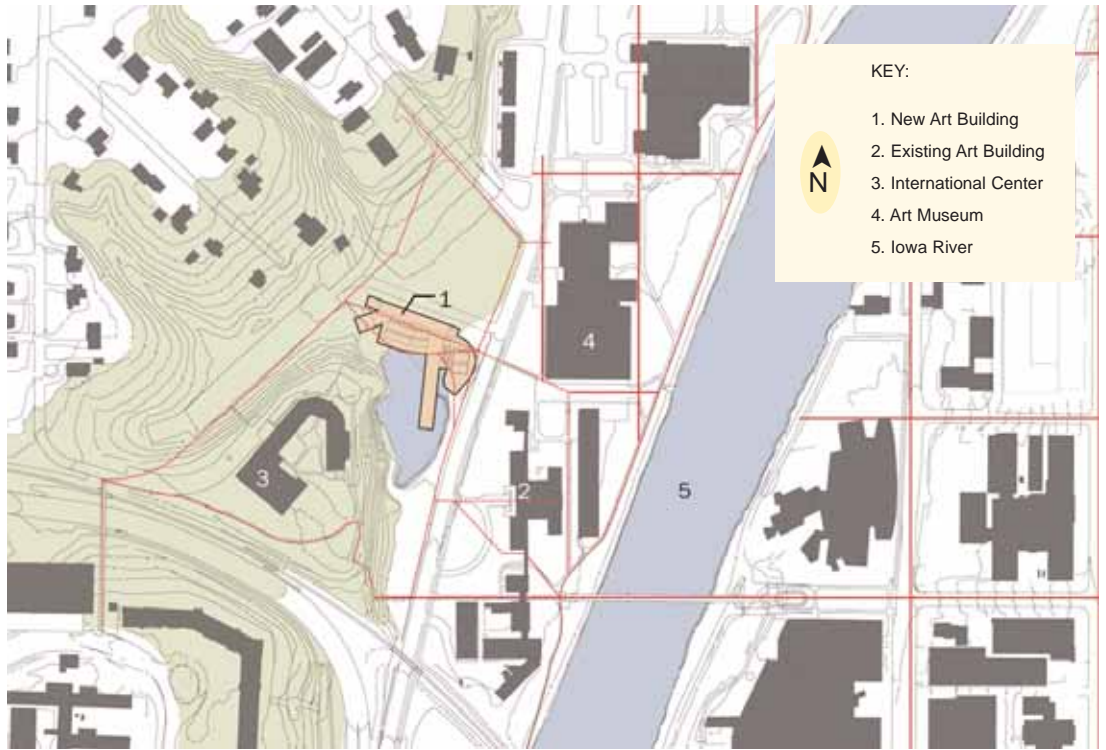 KEY:
1. New Art Building
2. Existing Art Building
3. International Center
4. Art Museum
5. Iowa River
N
1
4
3
2
5